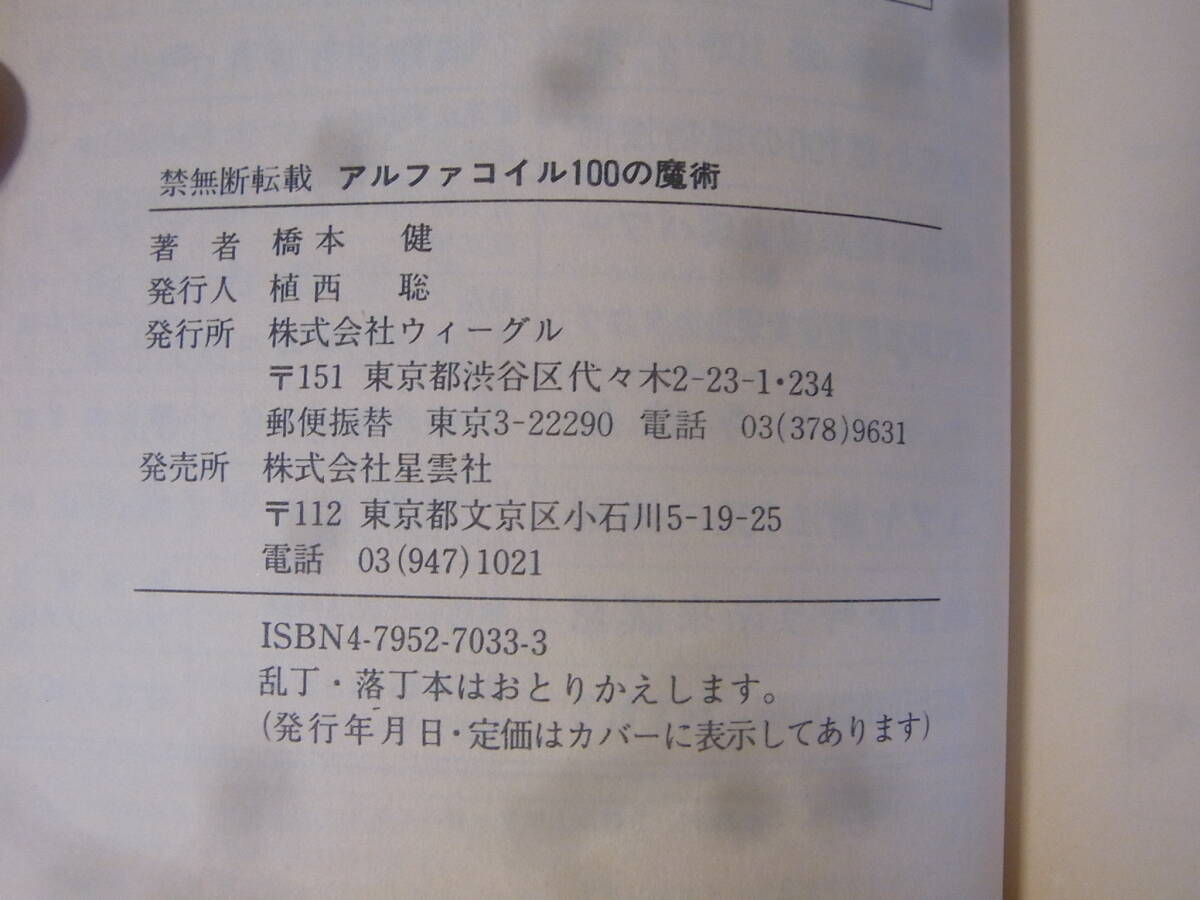 禁無断転載 アルファコイル100の魔術
著 者 橋本 健
発行人 植西 聡
発行所 株式会社ウィーグル
〒151 東京都渋谷区代々木2-23-1・234
郵便振替 東京3-22290 電話 03(378)9631
発売所 株式会社星雲社
〒112 東京都文京区小石川5-19-25
電話 03(947)1021
ISBN4-7952-7033-3
乱丁・落丁本はおとりかえします。
(発行年月日・定価はカバーに表示してあります)